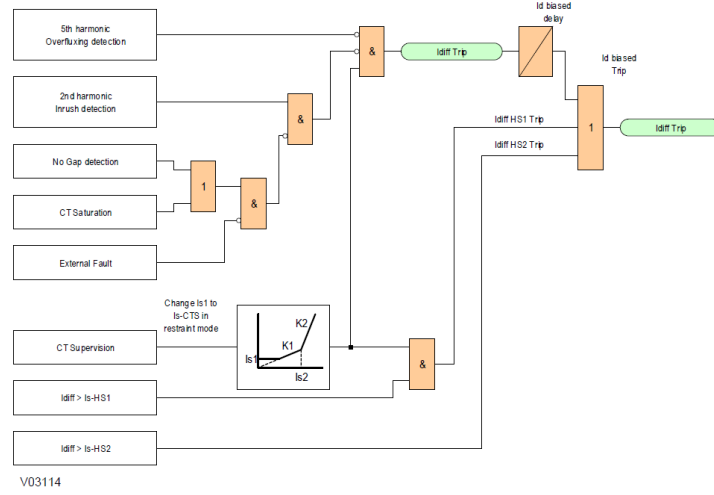 Id biased
delay
5th harmonic
Overfluxing detection
&
Idiff Trip
Id biased
Trip
2nd harmonic
Inrush detection
&
Idiff HS1 Trip
1
Idiff Trip
Idiff HS2 Trip
No Gap detection
1
&
CT Saturation
External Fault
Change Is1 to
Is-CTS in
restraint mode
K2
K1
Is1
Is2
CT Supervision
&
Idiff > Is-HS1
Idiff > Is-HS2
V03114